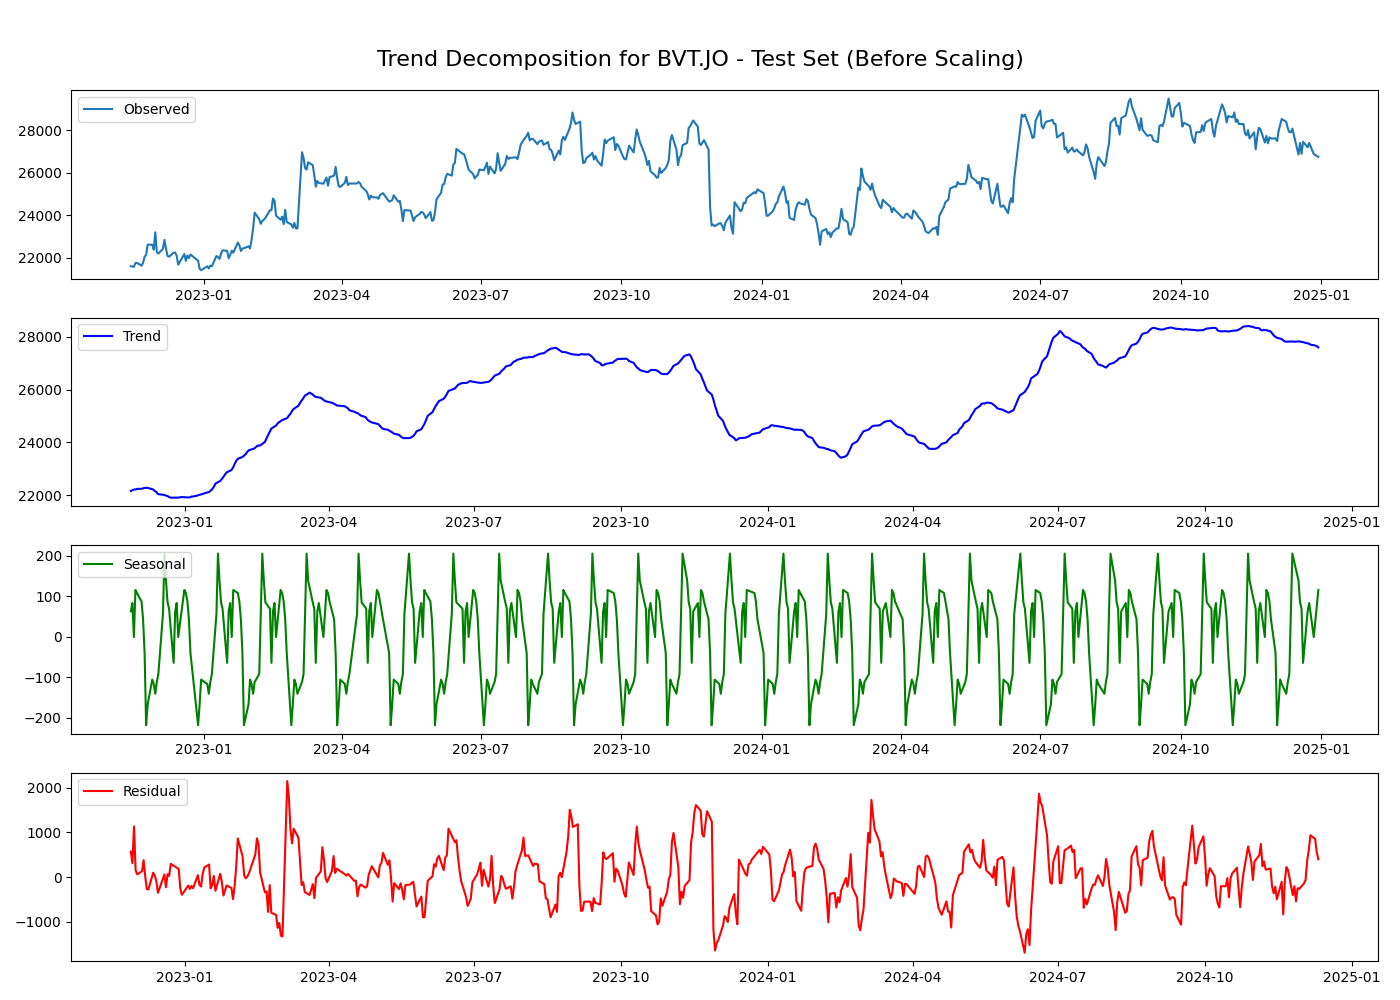 Trend Decomposition for BVT.JO - Test Set (Before Scaling)
Observed
28000
26000
24000
22000
2023-01 2023-04 2023-07 2023-10 2024-01 2024-04 2024-07 2024-10 2025-01
Trend
28000
26000
24000
22000
2023-01 2023-04 2023-07 2023-10 2024-01 2024-04 2024-07 2024-10 2025-01
Seasonal
200
100
0
−100
−200
2023-01 2023-04 2023-07 2023-10 2024-01 2024-04 2024-07 2024-10 2025-01
Residual
2000
1000
0
−1000
2023-01 2023-04 2023-07 2023-10 2024-01 2024-04 2024-07 2024-10 2025-01